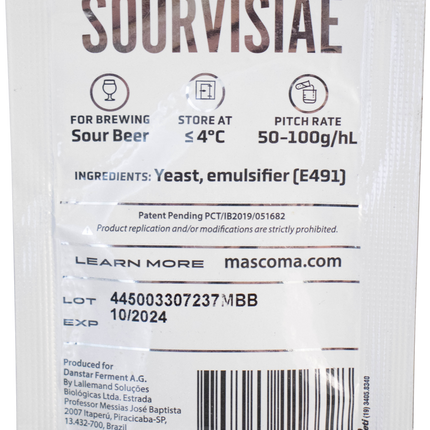 SOURVISIAE
FOR BREWING
Sour Beer
STORE AT
≤ 4°C
PITCH RATE
50–100g/hL
INGREDIENTS: Yeast, emulsifier (E491)
Patent Pending PCT/IB2019/051682
Product replication and/or modifications are strictly prohibited.
LEARN MORE mascoma.com
LOT 445003307237MBB
EXP 10/2024
Produced for
Danstar Ferment A.G.
By Lallemand Soluções
Biológicas Ltda. Estrada
Professor Messias José Baptista
2007 Itaperú, Piracicaba-SP,
13.432-700, Brazil
(19) 3403.8340